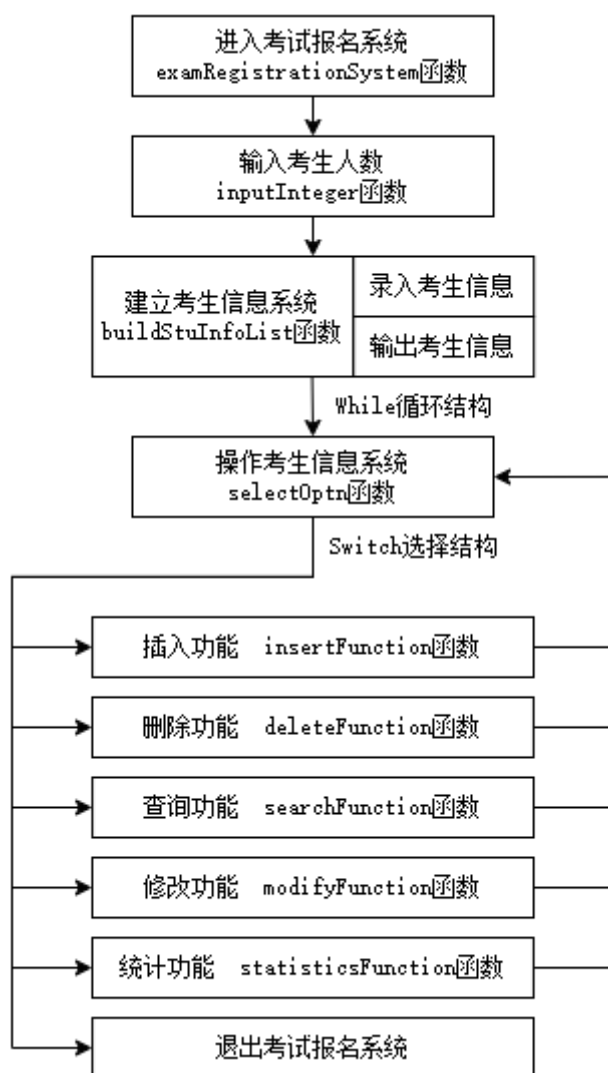 进入考试报名系统
examRegistrationSystem函数
输入考生人数
inputInteger函数
建立考生信息系统
buildStuInfoList函数
录入考生信息
输出考生信息
While循环结构
操作考生信息系统
selectOptn函数
Switch选择结构
插入功能 insertFunction函数
删除功能 deleteFunction函数
查询功能 searchFunction函数
修改功能 modifyFunction函数
统计功能 statisticsFunction函数
退出考试报名系统